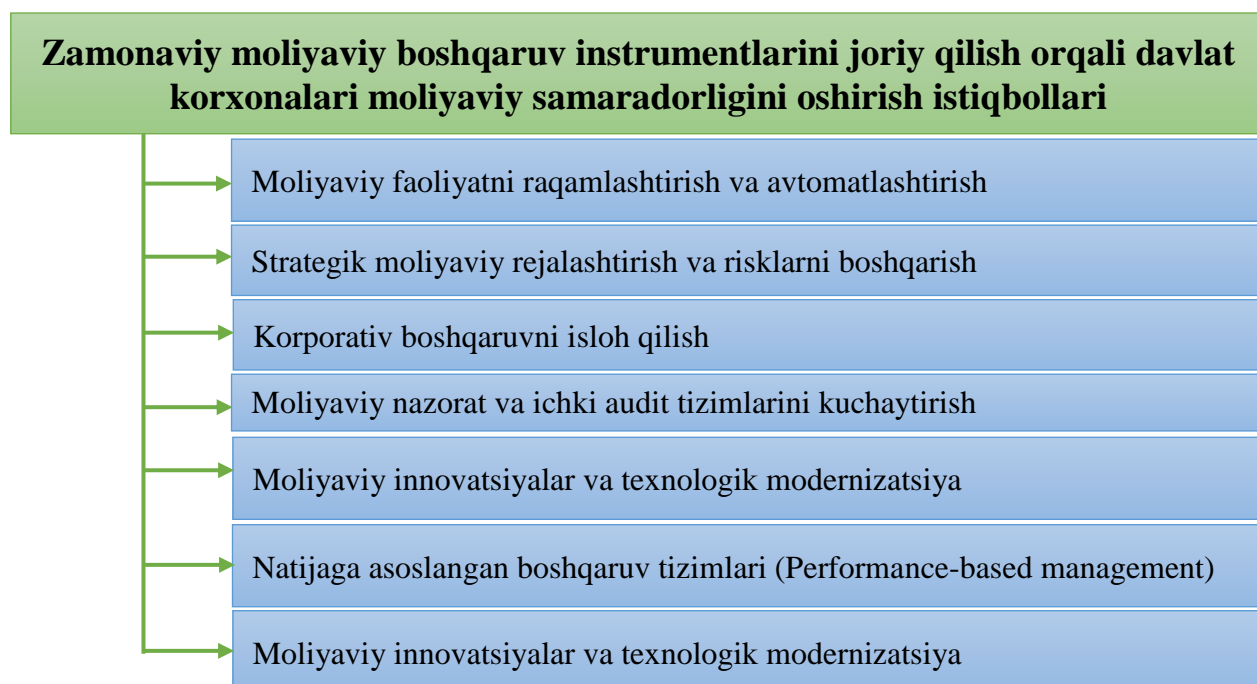 Zamonaviy moliyaviy boshqaruv instrumentlarini joriy qilish orqali davlat
korxonalari moliyaviy samaradorligini oshirish istiqbollari
Moliyaviy faoliyatni raqamlashtirish va avtomatlashtirish
Strategik moliyaviy rejalashtirish va risklarni boshqarish
Korporativ boshqaruvni isloh qilish
Moliyaviy nazorat va ichki audit tizimlarini kuchaytirish
Moliyaviy innovatsiyalar va texnologik modernizatsiya
Natijaga asoslangan boshqaruv tizimlari (Performance-based management)
Moliyaviy innovatsiyalar va texnologik modernizatsiya